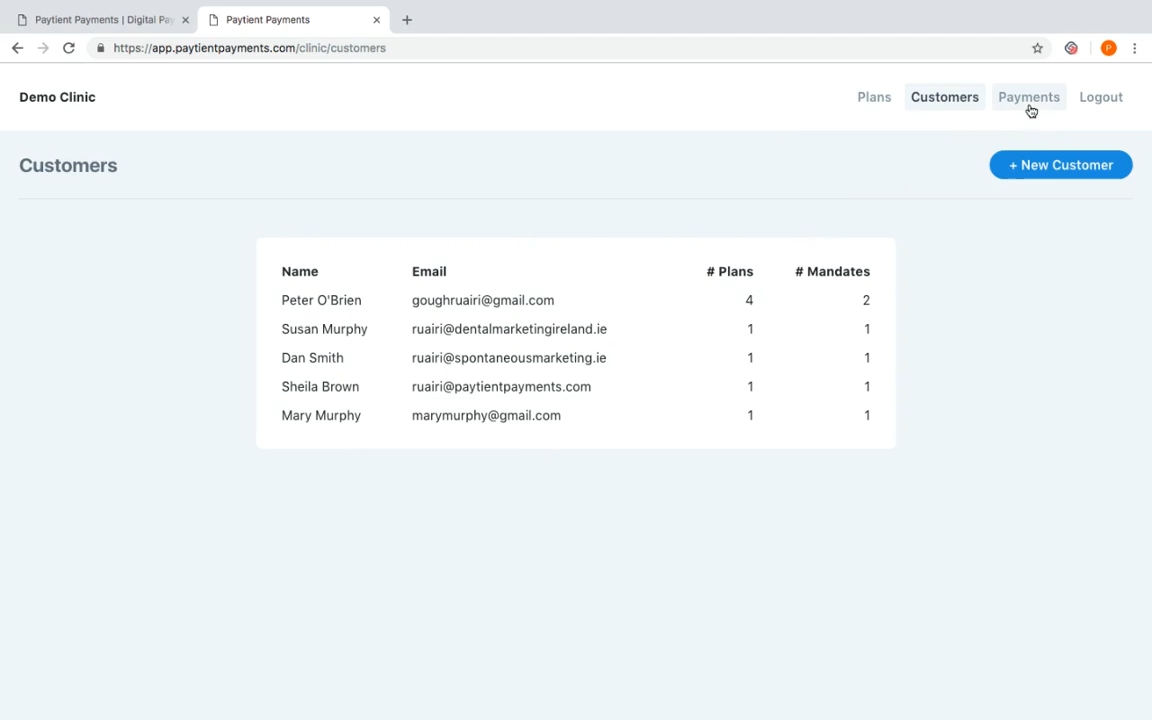 Paytient Payments | Digital Pay
Paytient Payments
https://app.paytientpayments.com/clinic/customers
P
Demo Clinic
Plans
Customers
Payments
Logout
Customers
+ New Customer
Name Email # Plans # Mandates
Peter O'Brien goughruairi@gmail.com 4 2
Susan Murphy ruairi@dentalmarketingireland.ie 1 1
Dan Smith ruairi@spontaneousmarketing.ie 1 1
Sheila Brown ruairi@paytientpayments.com 1 1
Mary Murphy marymurphy@gmail.com 1 1